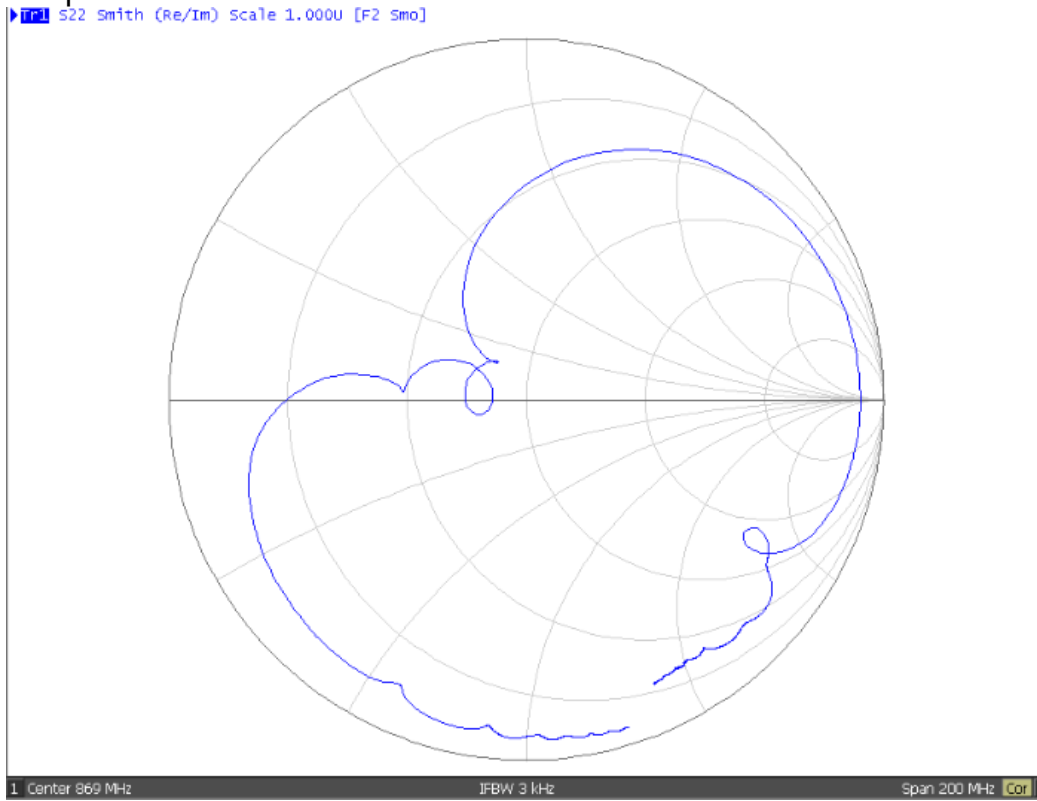 Tr1 S22 Smith (Re/Im) Scale 1.000U [F2 Smo]
1 Center 869 MHz IFBW 3 kHz Span 200 MHz Cor